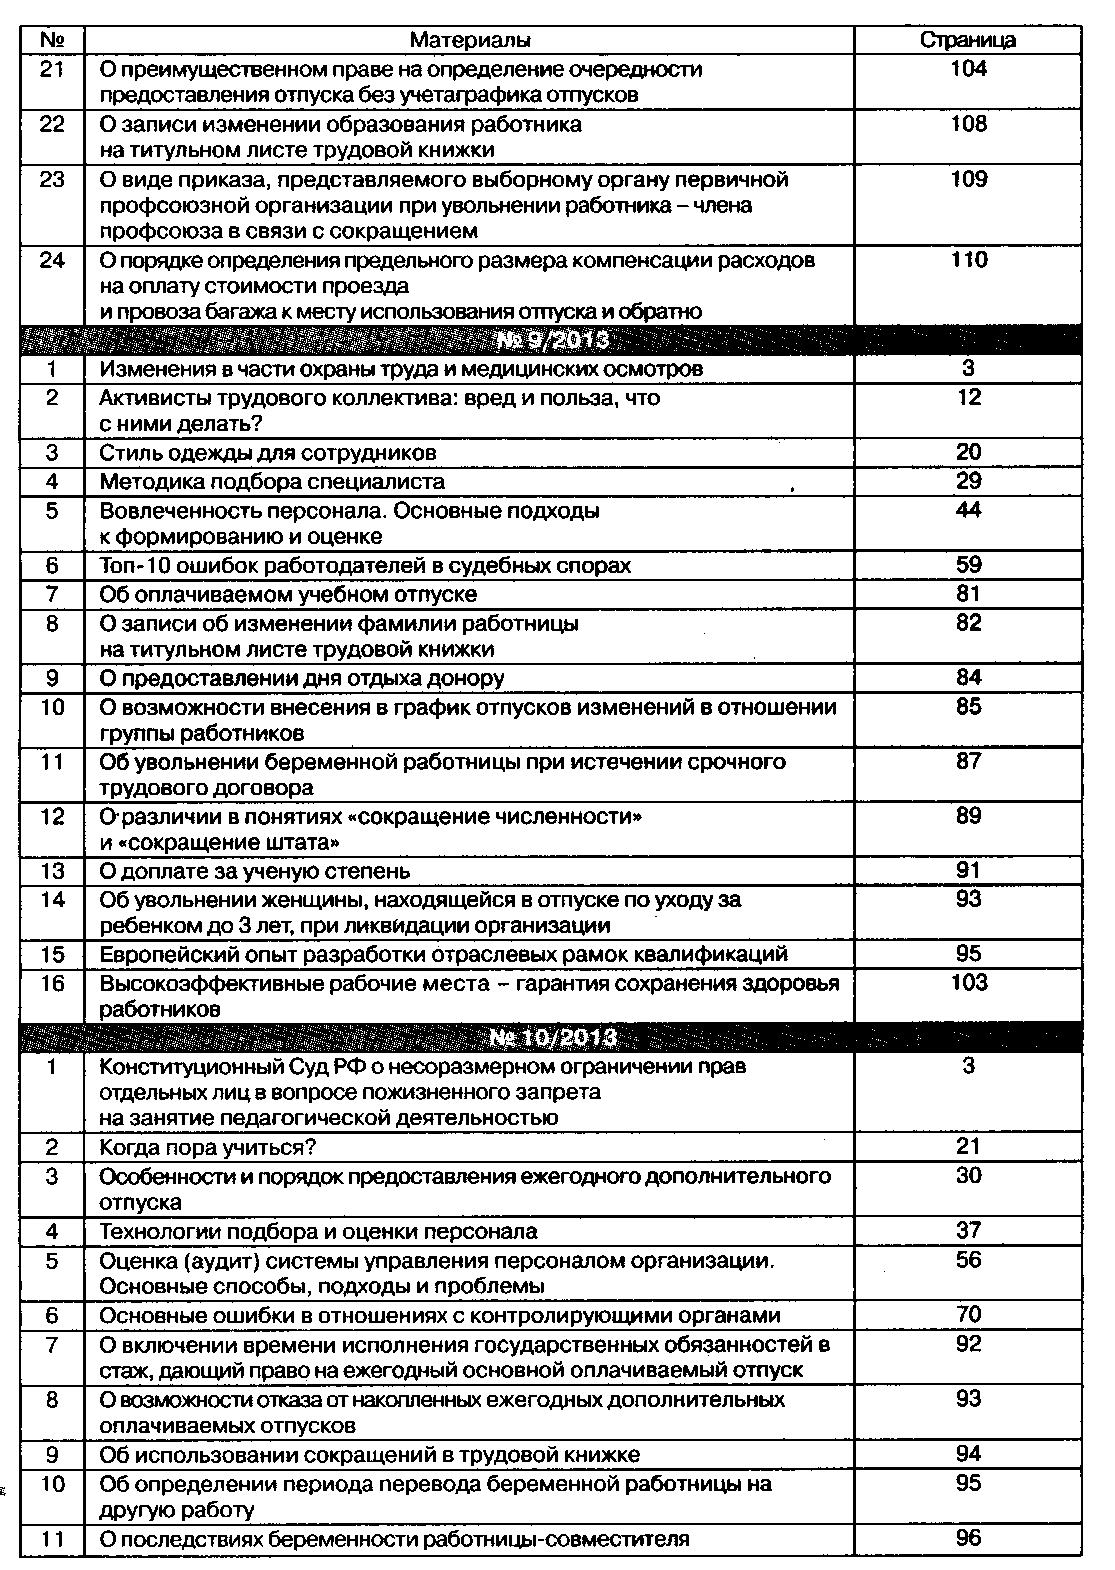 № Материалы Страница
21 О преимущественном праве на определение очередности 104
предоставления отпуска без учетаграфика отпусков
22 О записи изменении образования работника 108
на титульном листе трудовой книжки
23 О виде приказа, представляемого выборному органу первичной 109
профсоюзной организации при увольнении работника – члена
профсоюза в связи с сокращением
24 О порядке определения предельного размера компенсации расходов 110
на оплату стоимости проезда
и провоза багажа к месту использования отпуска и обратно
№ 9/2013
1 Изменения в части охраны труда и медицинских осмотров 3
2 Активисты трудового коллектива: вред и польза, что 12
с ними делать?
3 Стиль одежды для сотрудников 20
4 Методика подбора специалиста 29
5 Вовлеченность персонала. Основные подходы 44
к формированию и оценке
6 Топ-10 ошибок работодателей в судебных спорах 59
7 Об оплачиваемом учебном отпуске 81
8 О записи об изменении фамилии работницы 82
на титульном листе трудовой книжки
9 О предоставлении дня отдыха донору 84
10 О возможности внесения в график отпусков изменений в отношении 85
группы работников
11 Об увольнении беременной работницы при истечении срочного 87
трудового договора
12 О различии в понятиях «сокращение численности» 89
и «сокращение штата»
13 О доплате за ученую степень 91
14 Об увольнении женщины, находящейся в отпуске по уходу за 93
ребенком до 3 лет, при ликвидации организации
15 Европейский опыт разработки отраслевых рамок квалификаций 95
16 Высокоэффективные рабочие места – гарантия сохранения здоровья 103
работников
№ 10/2013
1 Конституционный Суд РФ о несоразмерном ограничении прав 3
отдельных лиц в вопросе пожизненного запрета
на занятие педагогической деятельностью
2 Когда пора учиться? 21
3 Особенности и порядок предоставления ежегодного дополнительного 30
отпуска
4 Технологии подбора и оценки персонала 37
5 Оценка (аудит) системы управления персоналом организации. 56
Основные способы, подходы и проблемы
6 Основные ошибки в отношениях с контролирующими органами 70
7 О включении времени исполнения государственных обязанностей в 92
стаж, дающий право на ежегодный основной оплачиваемый отпуск
8 О возможности отказа от накопленных ежегодных дополнительных 93
оплачиваемых отпусков
9 Об использовании сокращений в трудовой книжке 94
10 Об определении периода перевода беременной работницы на 95
другую работу
11 О последствиях беременности работницы-совместителя 96